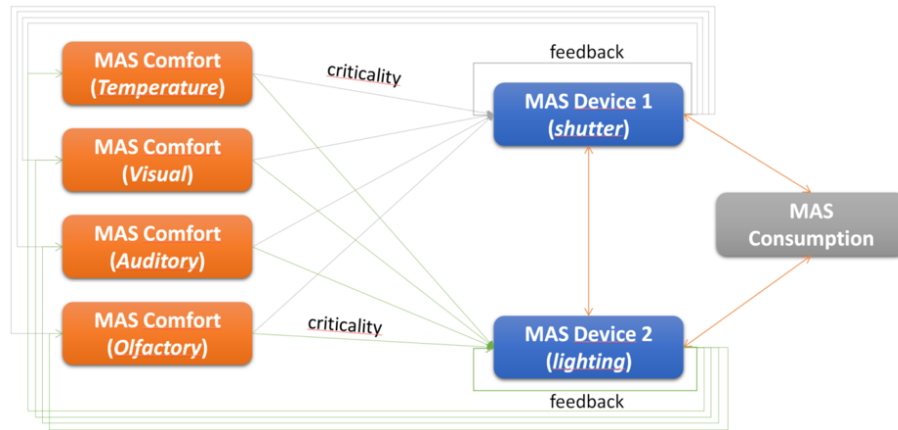 MAS Comfort
(Temperature)
MAS Comfort
(Visual)
MAS Comfort
(Auditory)
MAS Comfort
(Olfactory)
criticality
criticality
feedback
MAS Device 1
(shutter)
MAS Device 2
(lighting)
feedback
MAS
Consumption